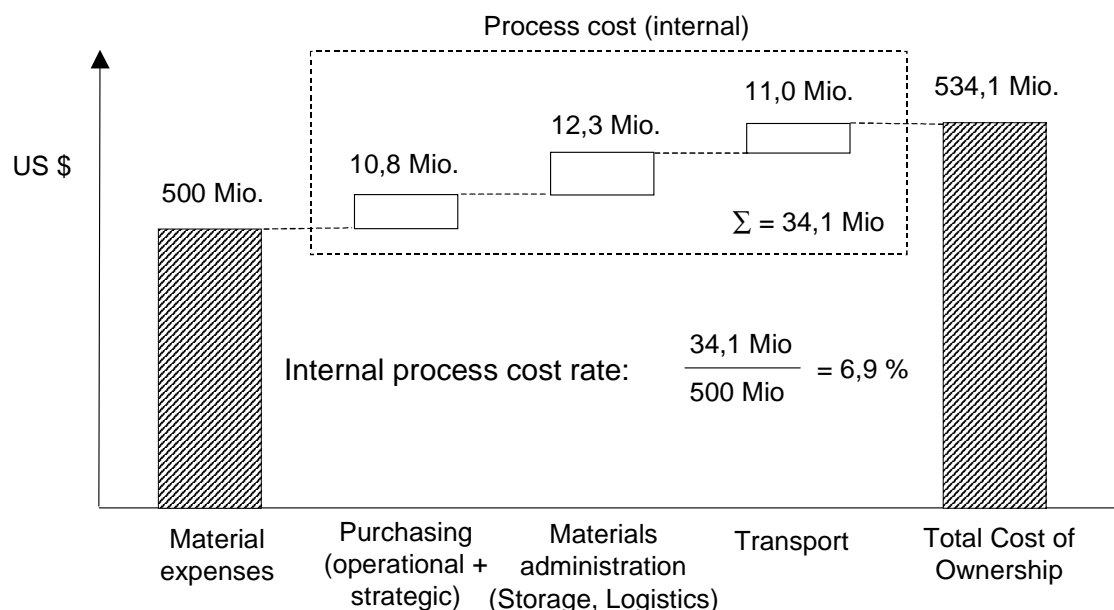 Process cost (internal)
US $
500 Mio.
10,8 Mio.
12,3 Mio.
11,0 Mio.
534,1 Mio.
Σ = 34,1 Mio
Internal process cost rate:
34,1 Mio
500 Mio
= 6,9 %
Material
expenses
Purchasing
(operational +
strategic)
Materials
administration
(Storage, Logistics)
Transport
Total Cost of
Ownership